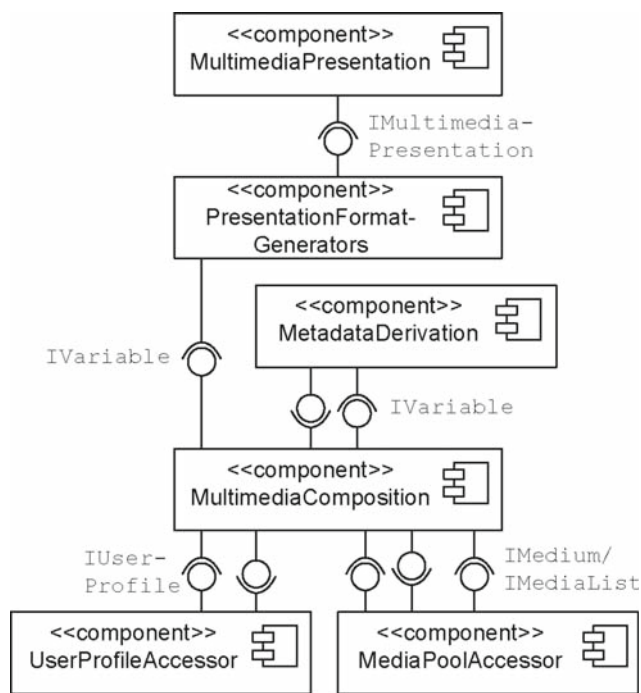 <<component>>
MultimediaPresentation
IMultimedia-
Presentation
<<component>>
PresentationFormat-
Generators
<<component>>
MetadataDerivation
IVariable
IVariable
<<component>>
MultimediaComposition
IUser-
Profile
IMedium/
IMediaList
<<component>>
UserProfileAccessor
<<component>>
MediaPoolAccessor